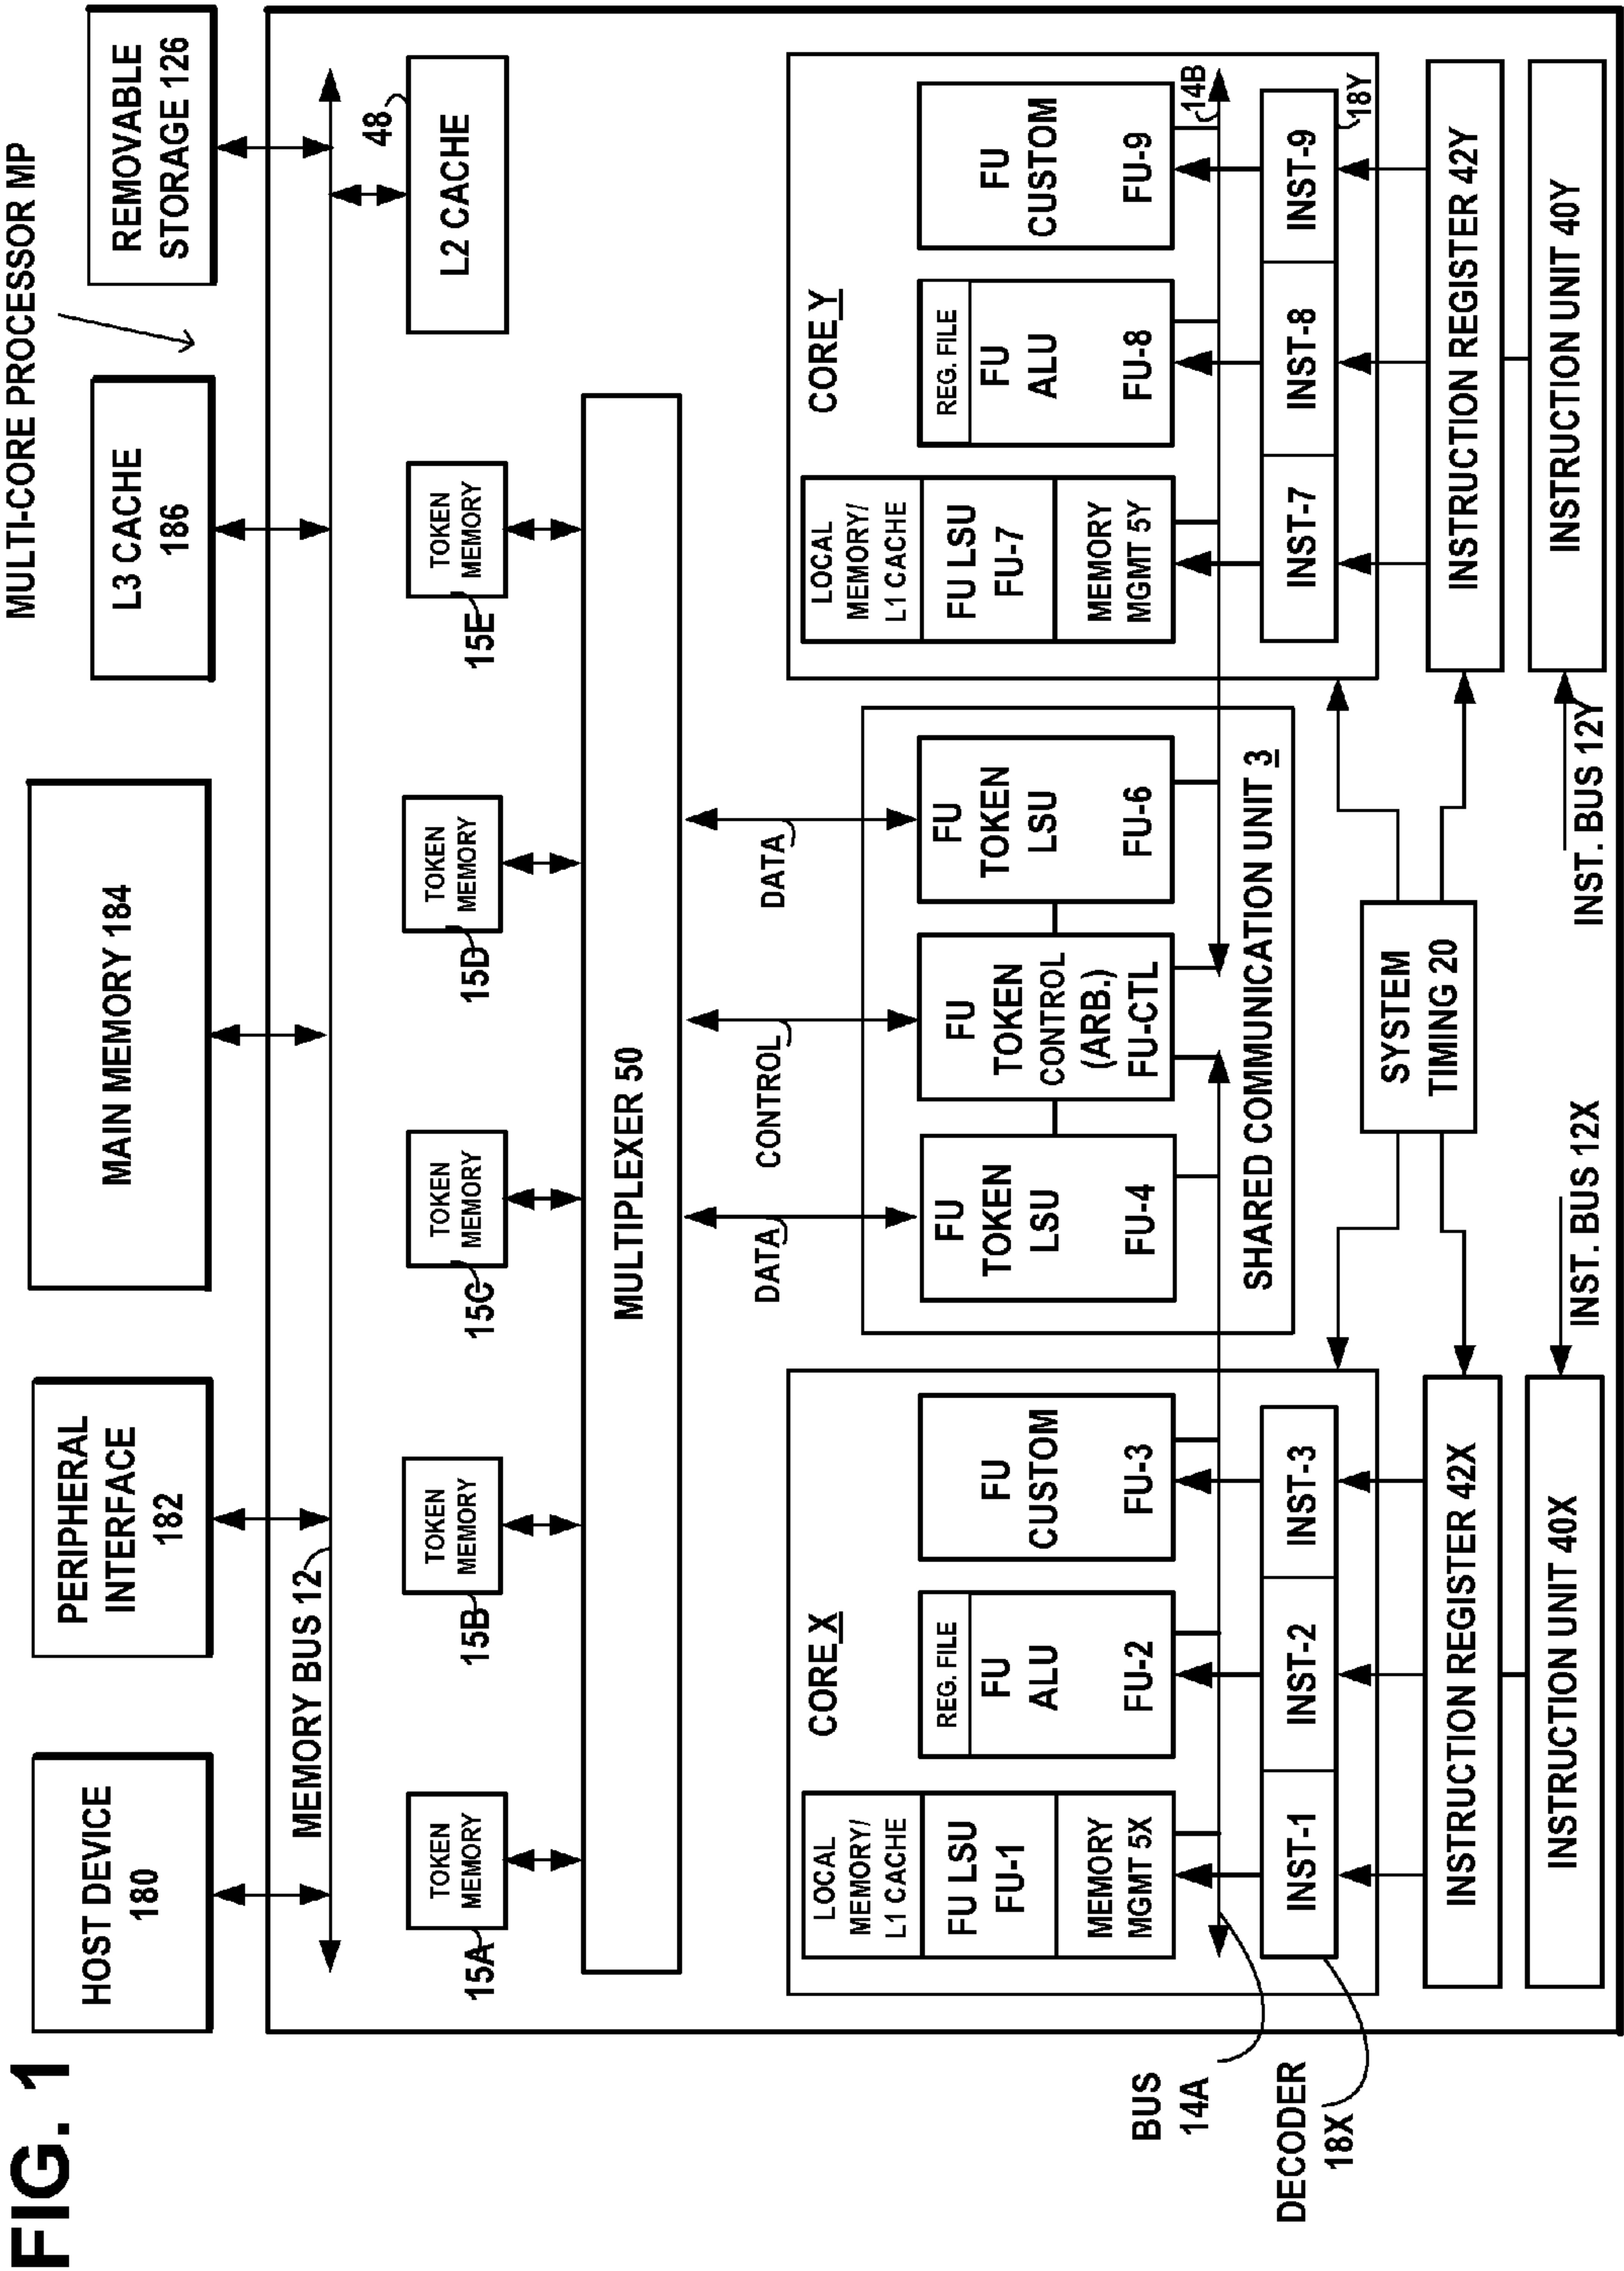 FIG. 1
MULTI-CORE PROCESSOR MP
HOST DEVICE
180
PERIPHERAL
INTERFACE
182
MAIN MEMORY 184
L3 CACHE
186
REMOVABLE
STORAGE 126
MEMORY BUS 12
48
L2 CACHE
TOKEN
MEMORY
15A
TOKEN
MEMORY
15B
TOKEN
MEMORY
15C
TOKEN
MEMORY
15D
TOKEN
MEMORY
15E
MULTIPLEXER 50
DATA
CONTROL
DATA
CORE X
LOCAL
MEMORY/
L1 CACHE
FU LSU
FU-1
MEMORY
MGMT 5X
REG. FILE
FU
ALU
FU-2
FU
CUSTOM
FU-3
FU
TOKEN
LSU
FU-4
FU
TOKEN
CONTROL
(ARB.)
FU-CTL
FU
TOKEN
LSU
FU-6
SHARED COMMUNICATION UNIT 3
CORE Y
LOCAL
MEMORY/
L1 CACHE
FU LSU
FU-7
MEMORY
MGMT 5Y
REG. FILE
FU
ALU
FU-8
FU
CUSTOM
FU-9
BUS
14A
14B
DECODER
18X
INST-1
INST-2
INST-3
INST-7
INST-8
INST-9
18Y
SYSTEM
TIMING 20
INSTRUCTION REGISTER 42X
INSTRUCTION REGISTER 42Y
INSTRUCTION UNIT 40X
INST. BUS 12X
INST. BUS 12Y
INSTRUCTION UNIT 40Y